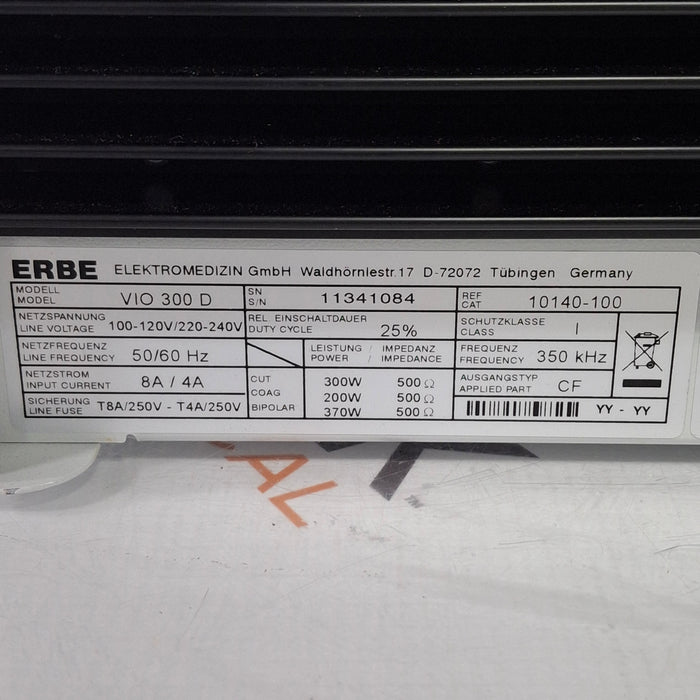 ERBE ELEKTROMEDIZIN GmbH Waldhörnlestr.17 D-72072 Tübingen Germany
MODELL
MODEL VIO 300 D
SN
S/N 11341084
REF
CAT 10140-100
NETZSPANNUNG
LINE VOLTAGE 100-120V/220-240V
REL. EINSCHALTDAUER
DUTY CYCLE 25%
SCHUTZKLASSE
CLASS I
NETZFREQUENZ
LINE FREQUENCY 50/60 Hz
LEISTUNG / IMPEDANZ
POWER / IMPEDANCE
FREQUENZ
FREQUENCY 350 kHz
NETZSTROM
INPUT CURRENT 8A / 4A
CUT 300W 500 Ω
COAG 200W 500 Ω
BIPOLAR 370W 500 Ω
AUSGANGSTYP
APPLIED PART CF
SICHERUNG
LINE FUSE T8A/250V - T4A/250V
YY - YY